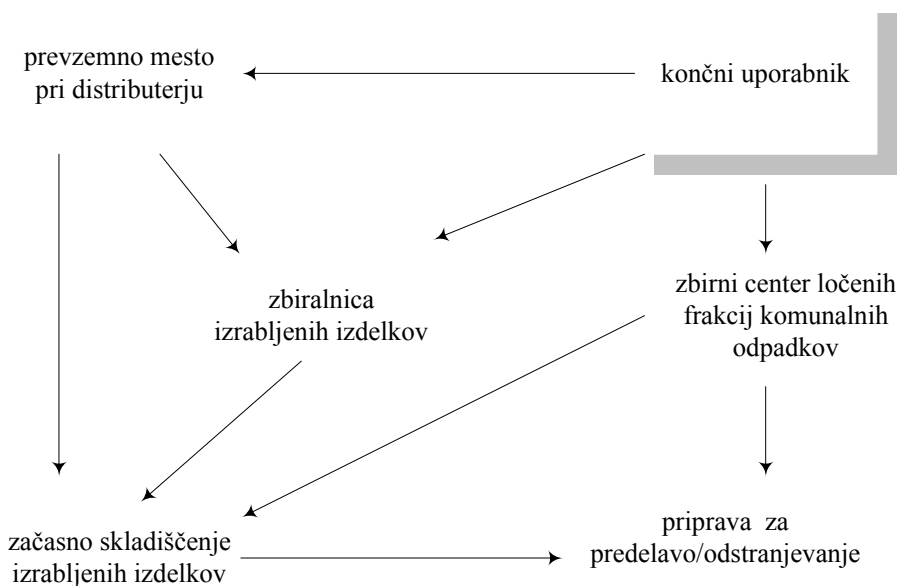 prevzemno mesto
pri distributerju
končni uporabnik
zbiralnica
izrabljenih izdelkov
zbirni center ločenih
frakcij komunalnih
odpadkov
začasno skladiščenje
izrabljenih izdelkov
priprava za
predelavo/odstranjevanje